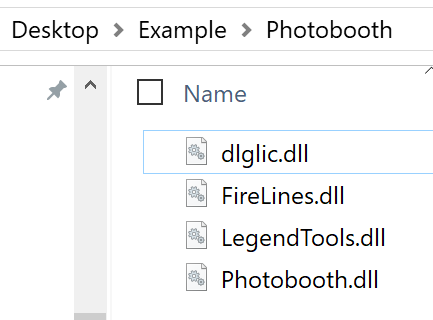 Desktop > Example > Photobooth
Name
dlglic.dll
FireLines.dll
LegendTools.dll
Photobooth.dll